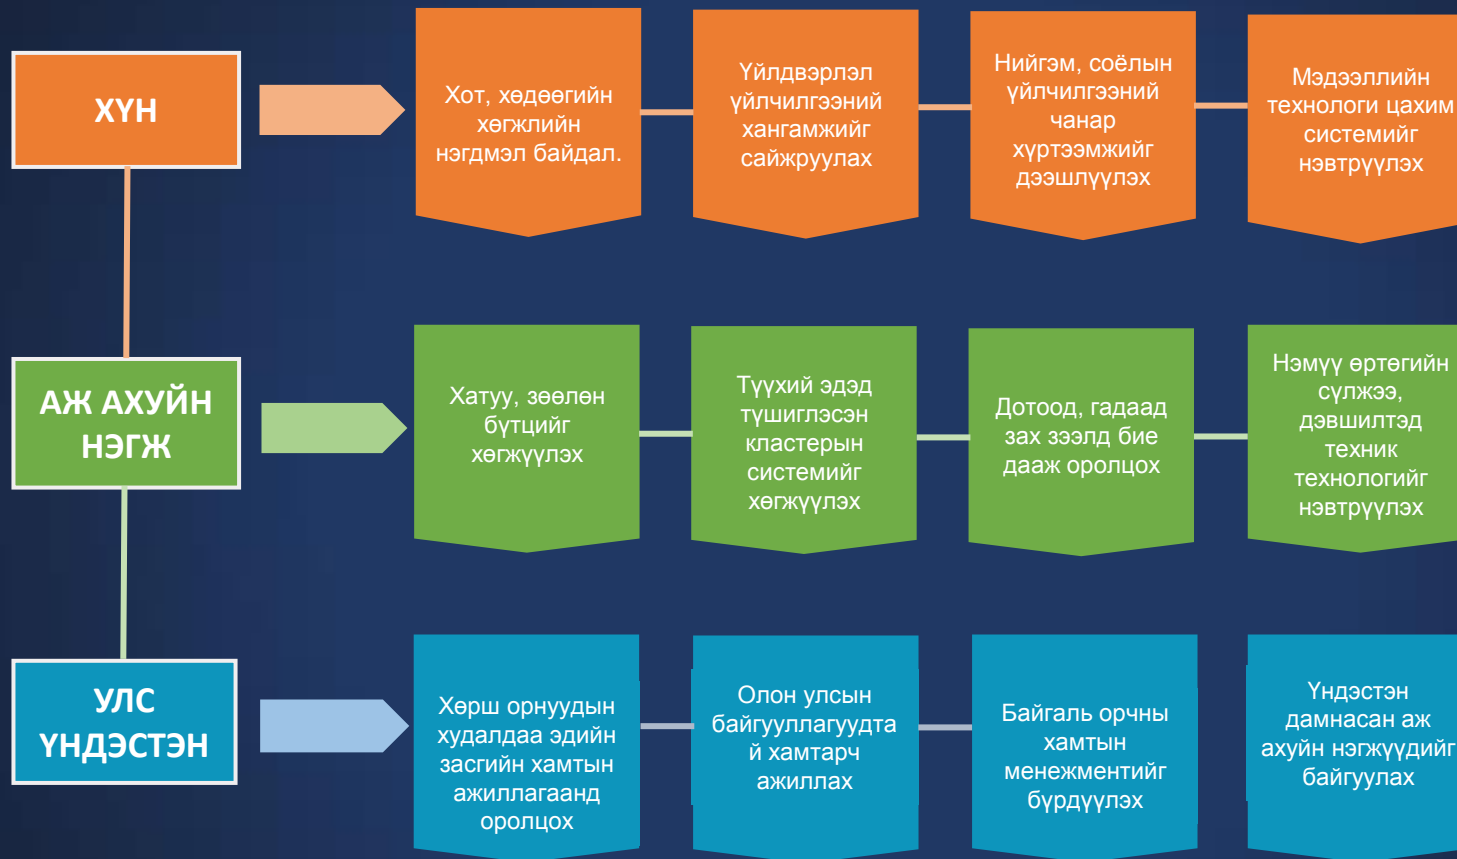 ХҮН
Хот, хөдөөгийн
хөгжлийн
нэгдмэл байдал.
Үйлдвэрлэл
үйлчилгээний
хангамжийг
сайжруулах
Нийгэм, соёлын
үйлчилгээний
чанар
хүртээмжийг
дээшлүүлэх
Мэдээллийн
технологи цахим
системийг
нэвтрүүлэх
АЖ АХУЙН
НЭГЖ
Хатуу, зөөлөн
бүтцийг
хөгжүүлэх
Түүхий эдэд
түшиглэсэн
кластерын
системийг
хөгжүүлэх
Дотоод, гадаад
зах зээлд бие
дааж оролцох
Нэмүү өртөгийн
сүлжээ,
дэвшилтэд
техник
технологийг
нэвтрүүлэх
УЛС
ҮНДЭСТЭН
Хөрш орнуудын
худалдаа эдийн
засгийн хамтын
ажиллагаанд
оролцох
Олон улсын
байгууллагуудта
й хамтарч
ажиллах
Байгаль орчны
хамтын
менежментийг
бүрдүүлэх
Үндэстэн
дамнасан аж
ахуйн нэгжүүдийг
байгуулах